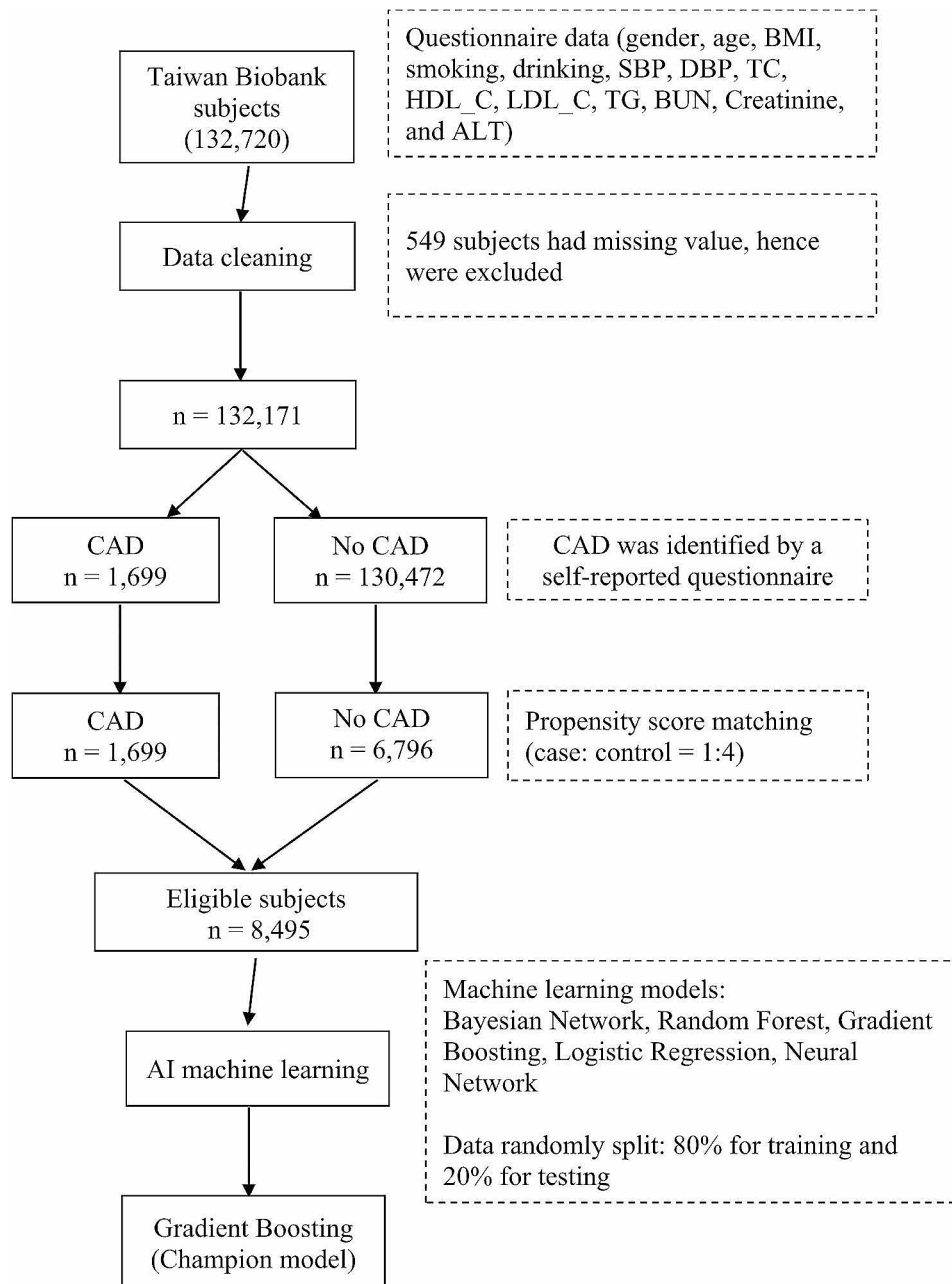 Taiwan Biobank
subjects
(132,720)
Questionnaire data (gender, age, BMI,
smoking, drinking, SBP, DBP, TC,
HDL_C, LDL_C, TG, BUN, Creatinine,
and ALT)
Data cleaning
549 subjects had missing value, hence
were excluded
n = 132,171
CAD
n = 1,699
No CAD
n = 130,472
CAD was identified by a
self-reported questionnaire
CAD
n = 1,699
No CAD
n = 6,796
Propensity score matching
(case: control = 1:4)
Eligible subjects
n = 8,495
AI machine learning
Machine learning models:
Bayesian Network, Random Forest, Gradient
Boosting, Logistic Regression, Neural
Network
Data randomly split: 80% for training and
20% for testing
Gradient Boosting
(Champion model)